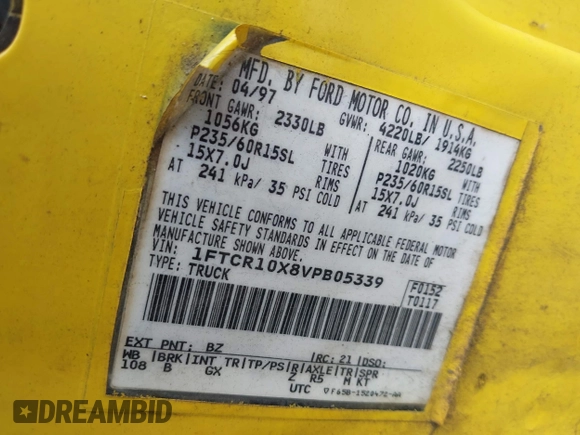 MFD. BY FORD MOTOR CO. IN U.S.A.
DATE: 04/97 GVWR: 4220LB/ 1914KG
FRONT GAWR: 2330LB REAR GAWR: 2250LB
1056KG WITH 1020KG WITH
P235/60R15SL TIRES P235/60R15SL TIRES
15X7.0J RIMS 15X7.0J RIMS
AT 241 kPa/ 35 PSI COLD AT 241 kPa/ 35 PSI COLD
THIS VEHICLE CONFORMS TO ALL APPLICABLE FEDERAL MOTOR
VEHICLE SAFETY STANDARDS IN EFFECT ON THE DATE OF
VIN: 1FTCR10X8VPB05339
TYPE: TRUCK
F0152
T0117
EXT PNT: BZ RC: 21 DSO:
WB BRK INT TR TP/PS R AXLE TR SPR
108 B GX Z R5 M KT
UTC
DREAMBID
DREAMBID.COM